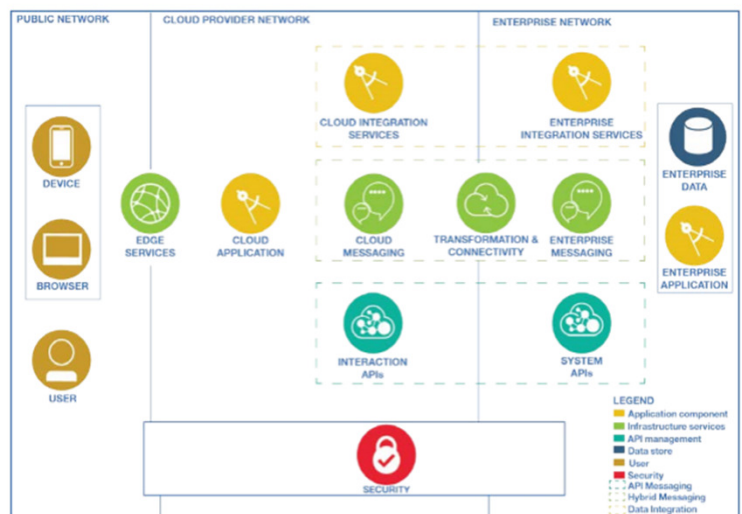 PUBLIC NETWORK
CLOUD PROVIDER NETWORK
ENTERPRISE NETWORK
CLOUD INTEGRATION
SERVICES
ENTERPRISE
INTEGRATION SERVICES
DEVICE
ENTERPRISE
DATA
EDGE
SERVICES
CLOUD
APPLICATION
CLOUD
MESSAGING
TRANSFORMATION &
CONNECTIVITY
ENTERPRISE
MESSAGING
BROWSER
ENTERPRISE
APPLICATION
INTERACTION
APIs
SYSTEM
APIs
USER
LEGEND
Application component
Infrastructure services
API management
Data store
User
Security
API Messaging
Hybrid Messaging
Data Integration
SECURITY